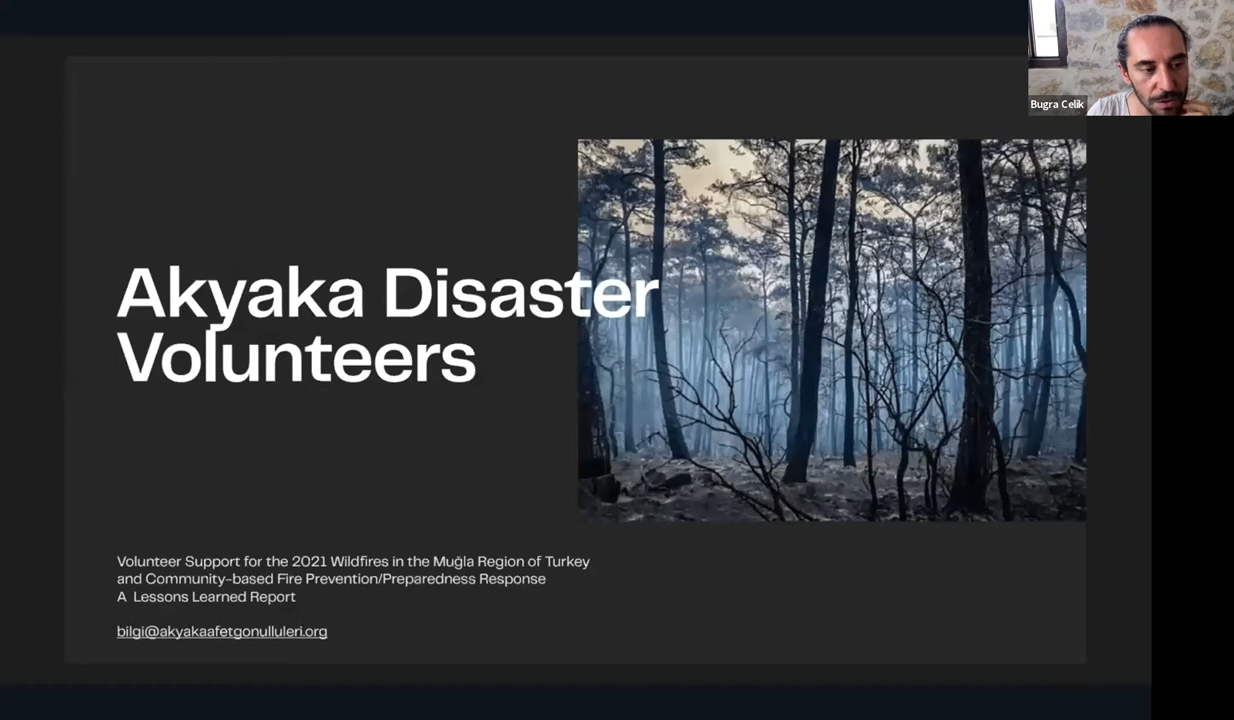 Bugra Celik
Akyaka Disaster
Volunteers
Volunteer Support for the 2021 Wildfires in the Muğla Region of Turkey
and Community-based Fire Prevention/Preparedness Response
A Lessons Learned Report
bilgi@akyakaafetgonulluleri.org